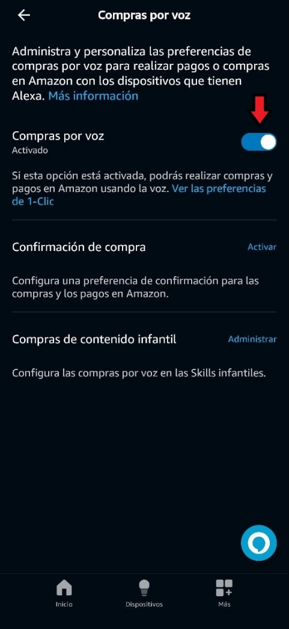 Compras por voz
Administra y personaliza las preferencias de
compras por voz para realizar pagos o compras
en Amazon con los dispositivos que tienen
Alexa. Más información
Compras por voz
Activado
Si esta opción está activada, podrás realizar compras y
pagos en Amazon usando la voz. Ver las preferencias
de 1-Clic
Confirmación de compra Activar
Configura una preferencia de confirmación para las
compras y los pagos en Amazon.
Compras de contenido infantil Administrar
Configura las compras por voz en las Skills infantiles.
Inicio Dispositivos Más